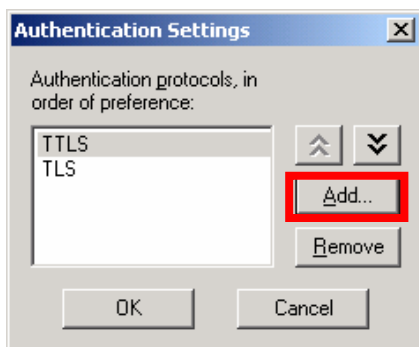 Authentication Settings
Authentication protocols, in
order of preference:
TTLS
TLS
Add...
Remove
OK
Cancel